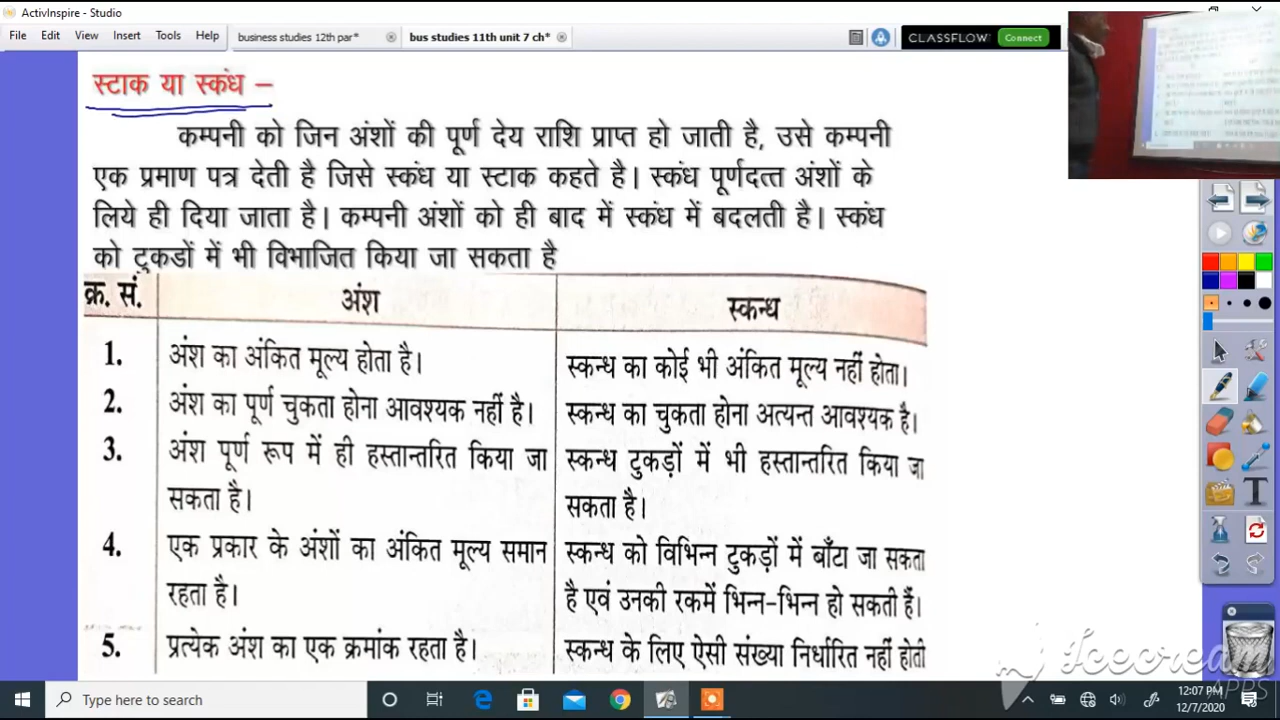 ActivInspire - Studio
File Edit View Insert Tools Help
business studies 12th par*
bus studies 11th unit 7 ch*
CLASSFLOW Connect
स्टाक या स्कंध –
कम्पनी को जिन अंशों की पूर्ण देय राशि प्राप्त हो जाती है, उसे कम्पनी
एक प्रमाण पत्र देती है जिसे स्कंध या स्टाक कहते है। स्कंध पूर्णदत्त अंशों के
लिये ही दिया जाता है। कम्पनी अंशों को ही बाद में स्कंध में बदलती है। स्कंध
को टुकडों में भी विभाजित किया जा सकता है
क्र. सं. अंश स्कन्ध
1. अंश का अंकित मूल्य होता है। स्कन्ध का कोई भी अंकित मूल्य नहीं होता।
2. अंश का पूर्ण चुकता होना आवश्यक नहीं है। स्कन्ध का चुकता होना अत्यन्त आवश्यक है।
3. अंश पूर्ण रूप में ही हस्तान्तरित किया जा स्कन्ध टुकड़ों में भी हस्तान्तरित किया जा
सकता है। सकता है।
4. एक प्रकार के अंशों का अंकित मूल्य समान स्कन्ध को विभिन्न टुकड़ों में बाँटा जा सकता
रहता है। है एवं उनकी रकमें भिन्न-भिन्न हो सकती हैं।
5. प्रत्येक अंश का एक क्रमांक रहता है। स्कन्ध के लिए ऐसी संख्या निर्धारित नहीं होती
Icecream
APPS
Type here to search
12:07 PM
12/7/2020